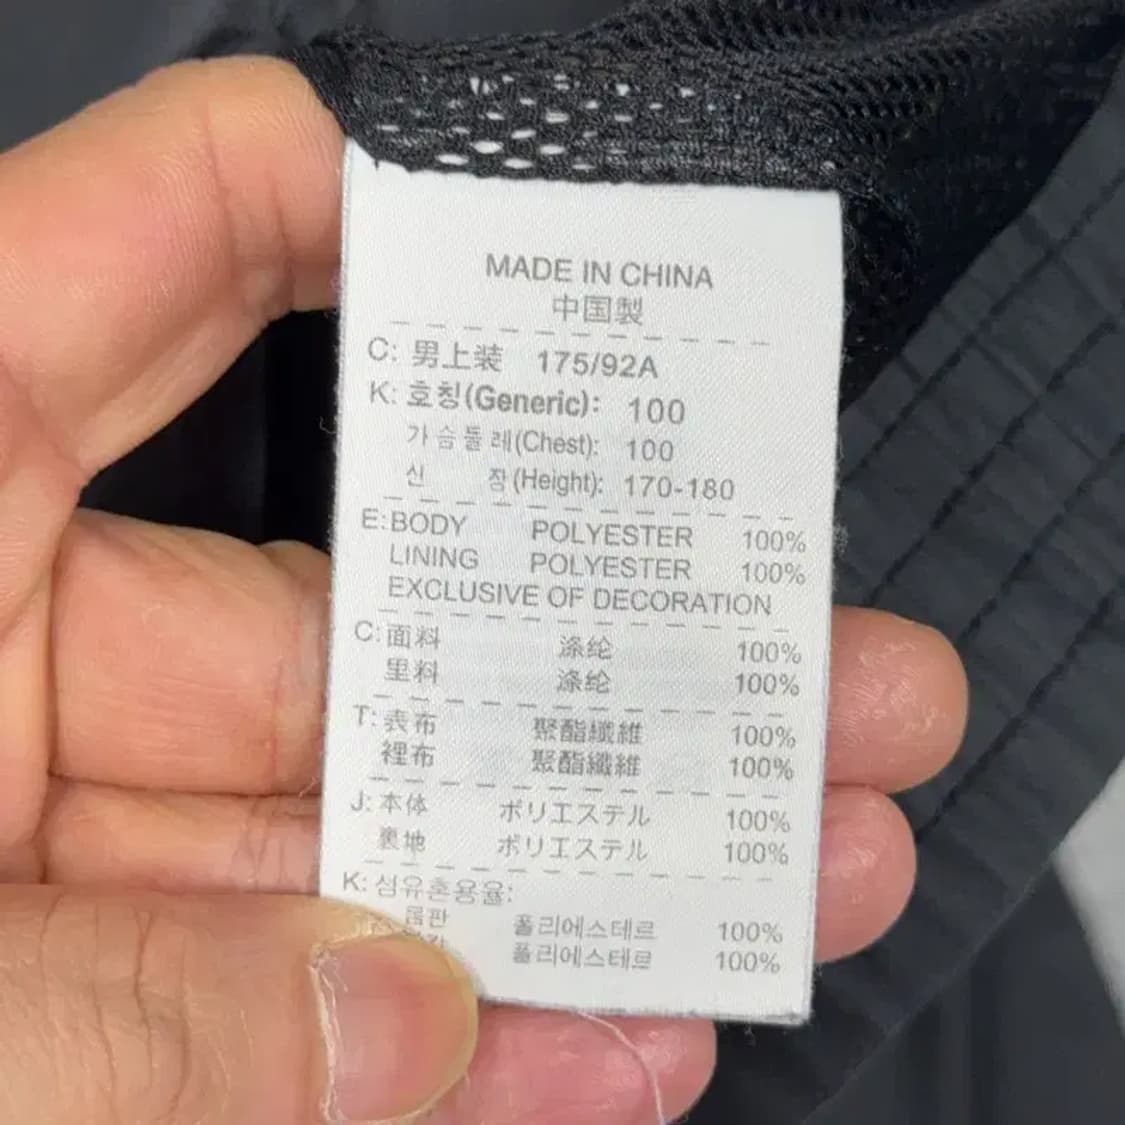 MADE IN CHINA
中国製
C: 男上装 175/92A
K: 호칭(Generic): 100
가슴둘레(Chest): 100
신 장(Height): 170-180
E: BODY POLYESTER 100%
LINING POLYESTER 100%
EXCLUSIVE OF DECORATION
C: 面料 涤纶 100%
里料 涤纶 100%
T: 表布 聚酯纖維 100%
裡布 聚酯纖維 100%
J: 本体 ポリエステル 100%
裏地 ポリエステル 100%
K: 섬유혼용율:
폴리에스테르 100%
폴리에스테르 100%